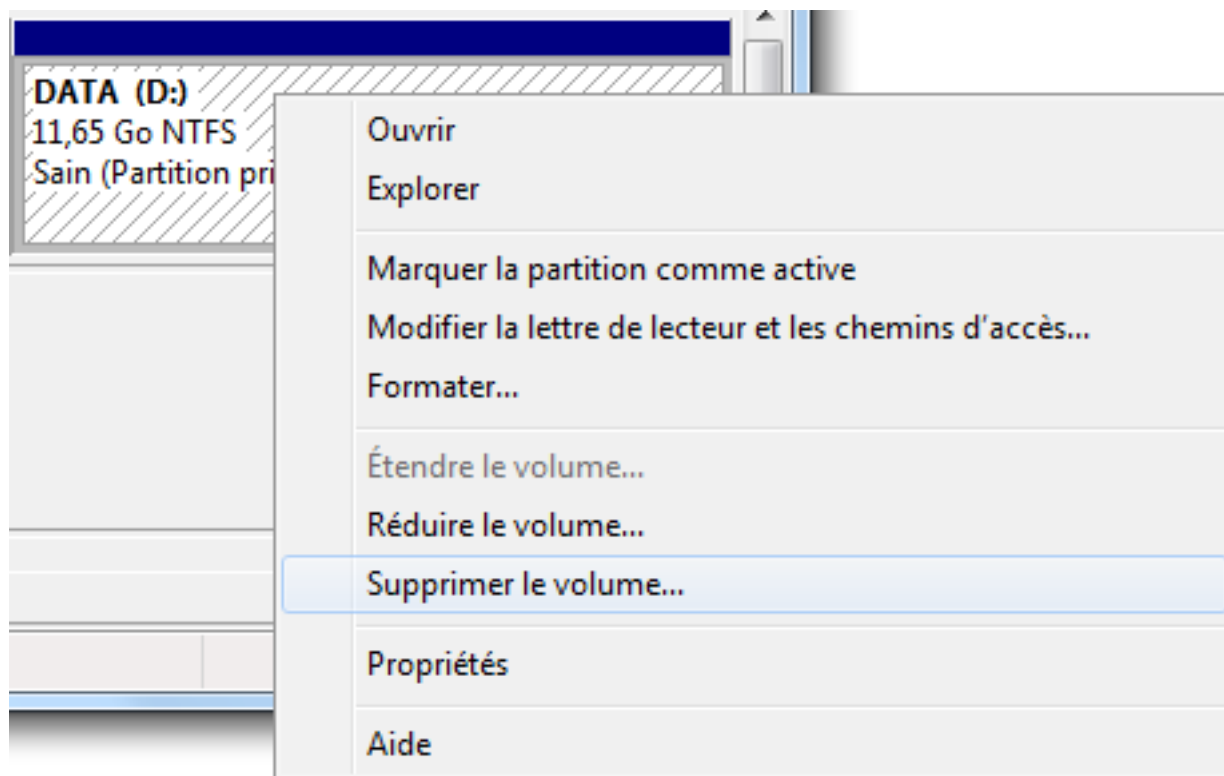 DATA (D:)
11,65 Go NTFS
Sain (Partition pri
Ouvrir
Explorer
Marquer la partition comme active
Modifier la lettre de lecteur et les chemins d'accès...
Formater...
Étendre le volume...
Réduire le volume...
Supprimer le volume...
Propriétés
Aide